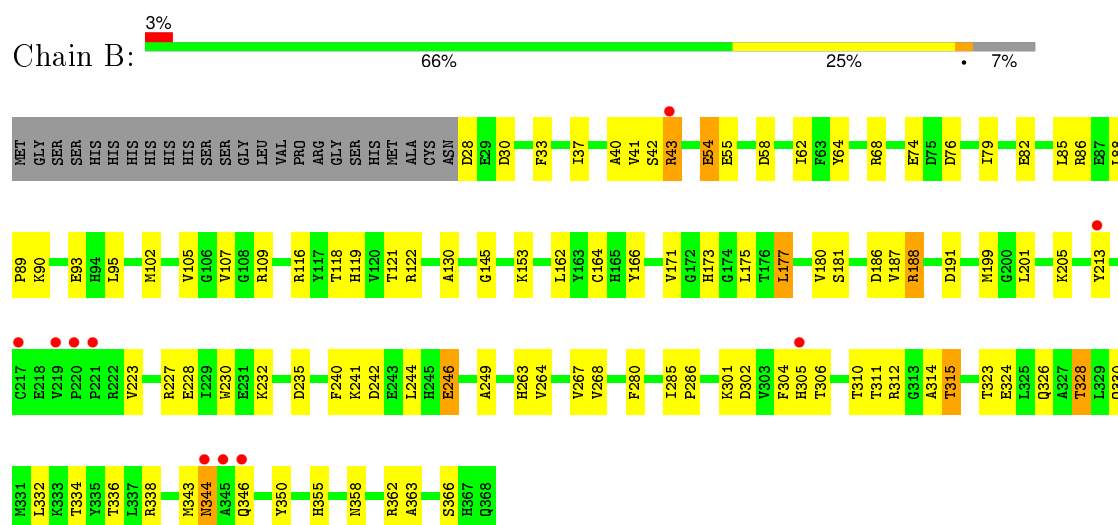 3%
Chain B:
66% 25% • 7%
MET GLY SER SER HIS HIS HIS HIS HIS HIS SER SER GLY LEU VAL PRO ARG GLY SER HIS MET ALA CYS ASN D28 E29 D30 F33 I37 A40 V41 S42 R43 E54 E55 D58 I62 F63 Y64 R68 E74 D75 D76 I79 E82 L85 R86 E87 L88
P89 K90 E93 H94 L95 M102 V105 G106 V107 G108 R109 R116 Y117 T118 H119 V120 T121 R122 A130 G145 K153 L162 Y163 C164 H165 Y166 V171 G172 H173 G174 L175 T176 L177 V180 S181 D186 V187 R188 D191 M199 G200 L201 K205 Y213
C217 E218 V219 P220 P221 R222 V223 R227 E228 I229 W230 E231 K232 D235 F240 K241 D242 E243 L244 H245 E246 A249 H263 V264 V267 V268 F280 I285 P286 K301 D302 V303 F304 H305 T306 T310 T311 R312 G313 A314 T315 T323 E324 L325 Q326 A327 T328 L329 Q330
M331 L332 K333 T334 Y335 T336 L337 R338 M343 N344 A345 Q346 Y350 H355 N358 R362 A363 S366 H367 Q368